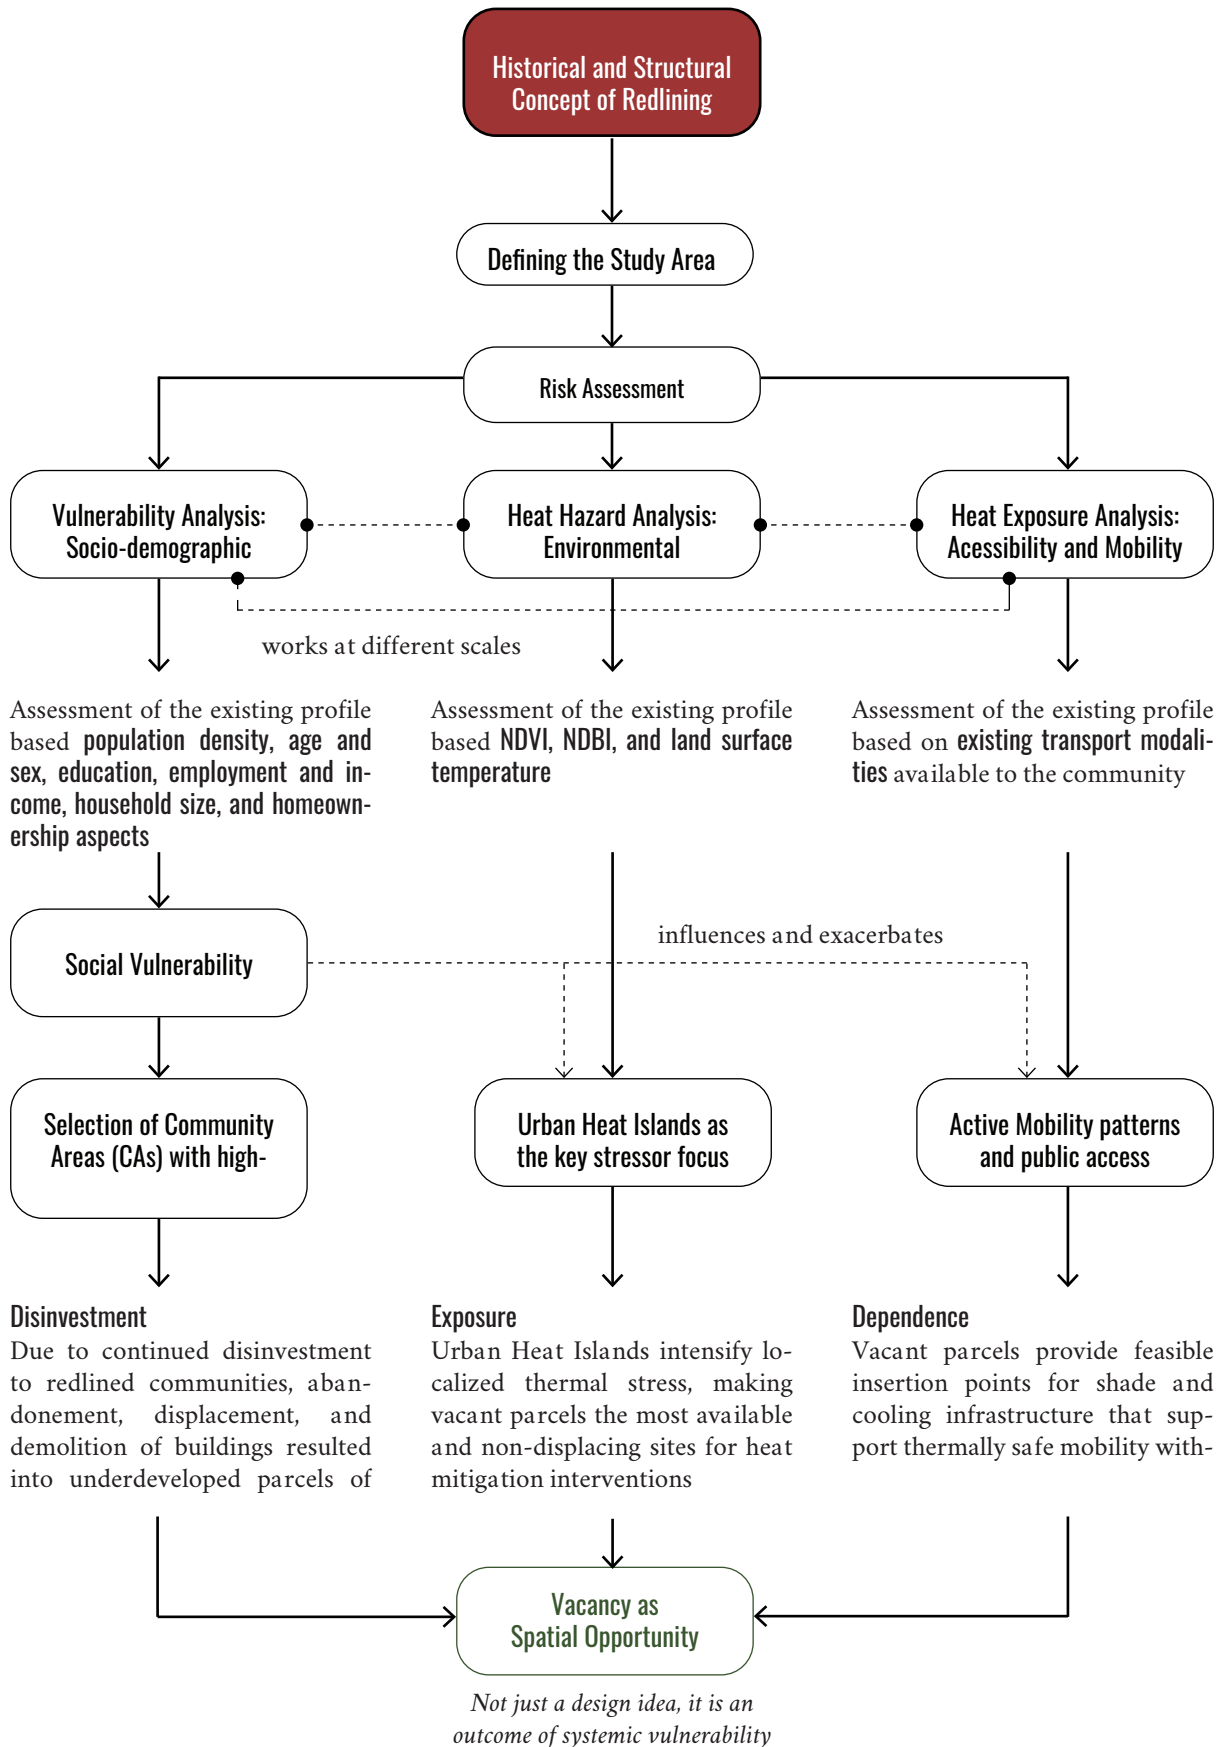 Historical and Structural
Concept of Redlining
Defining the Study Area
Risk Assessment
Vulnerability Analysis:
Socio-demographic
Heat Hazard Analysis:
Environmental
Heat Exposure Analysis:
Acessibility and Mobility
works at different scales
Assessment of the existing profile
based population density, age and
sex, education, employment and in-
come, household size, and homeown-
ership aspects
Assessment of the existing profile
based NDVI, NDBI, and land surface
temperature
Assessment of the existing profile
based on existing transport modali-
ties available to the community
influences and exacerbates
Social Vulnerability
Selection of Community
Areas (CAs) with high-
Urban Heat Islands as
the key stressor focus
Active Mobility patterns
and public access
Disinvestment
Due to continued disinvestment
to redlined communities, aban-
donement, displacement, and
demolition of buildings resulted
into underdeveloped parcels of
Exposure
Urban Heat Islands intensify lo-
calized thermal stress, making
vacant parcels the most available
and non-displacing sites for heat
mitigation interventions
Dependence
Vacant parcels provide feasible
insertion points for shade and
cooling infrastructure that sup-
port thermally safe mobility with-
Vacancy as
Spatial Opportunity
Not just a design idea, it is an
outcome of systemic vulnerability